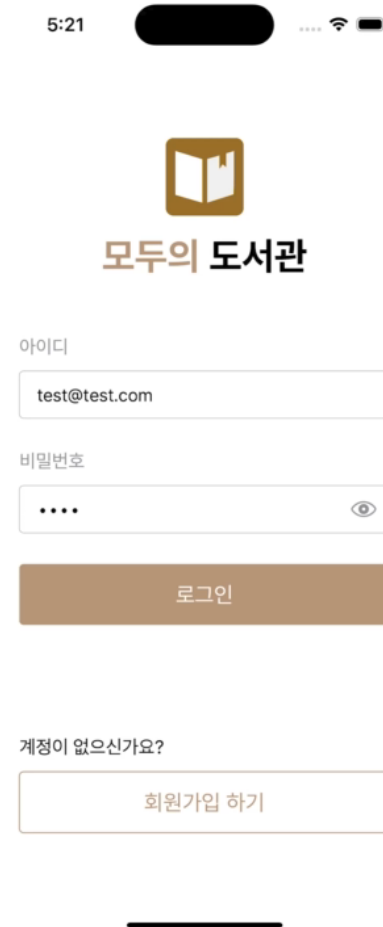 5:21
모두의 도서관
아이디
test@test.com
비밀번호
••••
로그인
계정이 없으신가요?
회원가입 하기